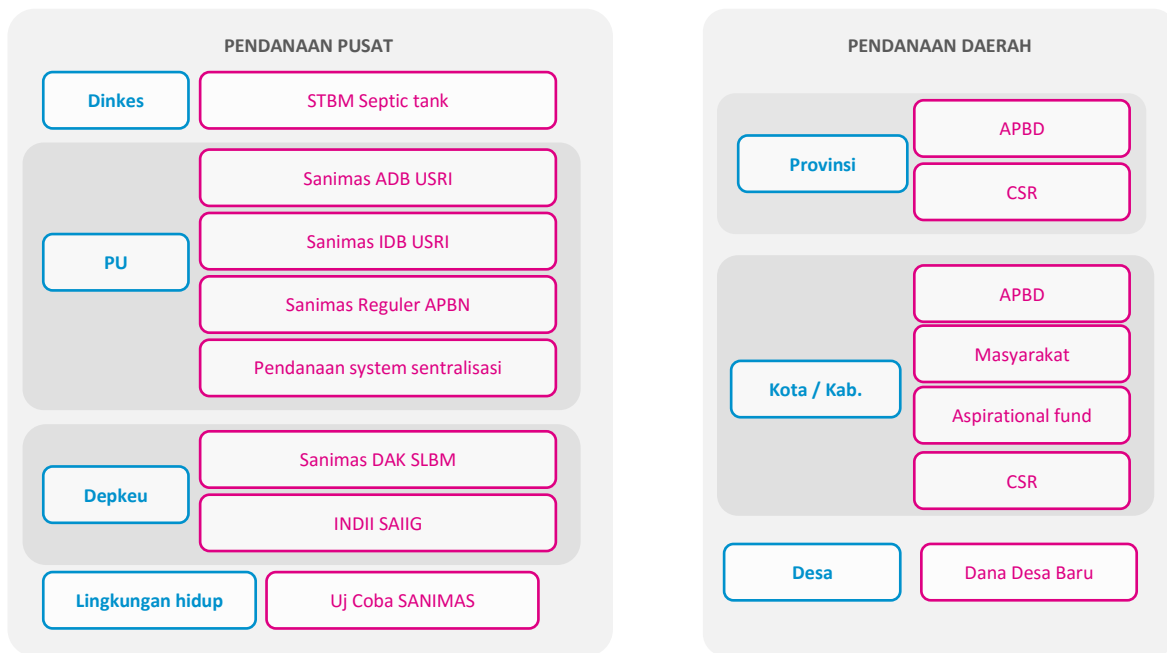 PENDANAAN PUSAT
Dinkes
STBM Septic tank
PU
Sanimas ADB USRI
Sanimas IDB USRI
Sanimas Reguler APBN
Pendanaan system sentralisasi
Depkeu
Sanimas DAK SLBM
INDII SAIIG
Lingkungan hidup
Uj Coba SANIMAS
PENDANAAN DAERAH
Provinsi
APBD
CSR
Kota / Kab.
APBD
Masyarakat
Aspirational fund
CSR
Desa
Dana Desa Baru